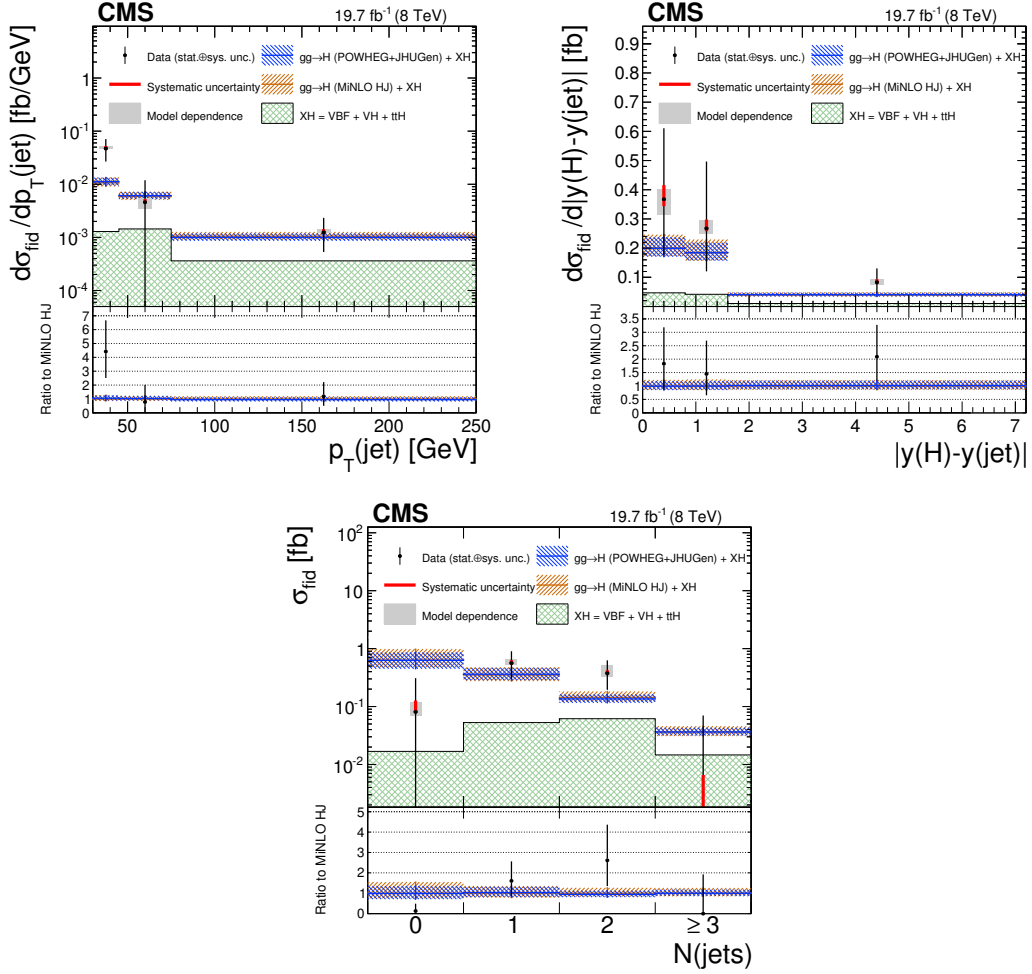 CMS
19.7 fb⁻¹ (8 TeV)
Data (stat.⊕sys. unc.)
Systematic uncertainty
Model dependence
gg→H (POWHEG+JHUGen) + XH
gg→H (MiNLO HJ) + XH
XH = VBF + VH + ttH
dσ_fid /dp_T(jet) [fb/GeV]
1
10⁻¹
10⁻²
10⁻³
10⁻⁴
Ratio to MiNLO HJ
7
6
5
4
3
2
1
0
50 100 150 200 250
p_T(jet) [GeV]
CMS
19.7 fb⁻¹ (8 TeV)
Data (stat.⊕sys. unc.)
Systematic uncertainty
Model dependence
gg→H (POWHEG+JHUGen) + XH
gg→H (MiNLO HJ) + XH
XH = VBF + VH + ttH
dσ_fid /d|y(H)-y(jet)| [fb]
0.9
0.8
0.7
0.6
0.5
0.4
0.3
0.2
0.1
Ratio to MiNLO HJ
3.5
3
2.5
2
1.5
1
0.5
0
0 1 2 3 4 5 6 7
|y(H)-y(jet)|
CMS
19.7 fb⁻¹ (8 TeV)
Data (stat.⊕sys. unc.)
Systematic uncertainty
Model dependence
gg→H (POWHEG+JHUGen) + XH
gg→H (MiNLO HJ) + XH
XH = VBF + VH + ttH
σ_fid [fb]
10²
10
1
10⁻¹
10⁻²
Ratio to MiNLO HJ
5
4
3
2
1
0
0 1 2 ≥ 3
N(jets)